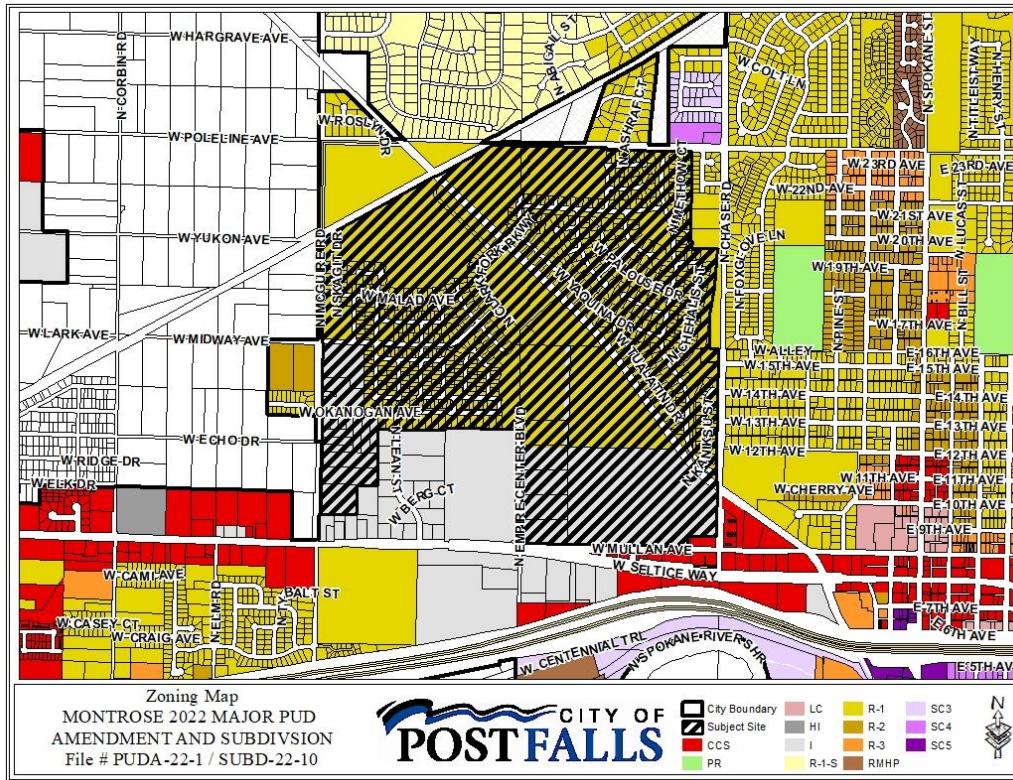 W HARGRAVE AVE
N CORBIN RD
N ABIGAIL ST
W COLT LN
N SPOKANE ST
N TITLEIST WAY
N HENRY ST
W ROSLYN DR
W POLELINE AVE
N ASHRAF CT
N METHOW CT
W 23RD AVE
E 23RD AV
W 22ND AVE
N CHASE RD
W 21ST AVE
N LUCAS ST
W YUKON AVE
N MCGUIRE RD
N SKAGIT DR
N CLARK FORK PKWY
W 20TH AVE
N FOXGLOVE LN
W PALOUSE DR
W 19TH AVE
W YAQUINA DR
N CHEHALIS ST
N BILL ST
W MALAD AVE
N PINE ST
W 17TH AVE
W LARK AVE
W MIDWAY AVE
W TUALATIN DR
W ALLEY
E 16TH AVE
W 15TH AVE
E 15TH AVE
W 14TH AVE
E 14TH AVE
W OKANOGAN AVE
N KANIKSU ST
W 13TH AVE
E 13TH AV
W ECHO DR
W 12TH AVE
E 12TH AVE
W RIDGE DR
W 11TH AVE
E 11TH AVE
W ELK DR
W BERG CT
N EMPIRE CENTER BLVD
W CHERRY AVE
E 10TH AVE
E 9TH AVE
W MULLAN AVE
W SELTICE WAY
W CAMI AVE
N ELM RD
BALT ST
E 7TH AVE
W CASEY CT
W CRAIG AVE
E 6TH AVE
W CENTENNIAL TRL
N SPOKANE RIVER SHR
E 5TH AV
Zoning Map
MONTROSE 2022 MAJOR PUD
AMENDMENT AND SUBDIVSION
File # PUDA-22-1 / SUBD-22-10
CITY OF
POST FALLS
City Boundary
Subject Site
CCS
PR
LC
HI
I
R-1-S
R-1
R-2
R-3
RMHP
SC3
SC4
SC5
N